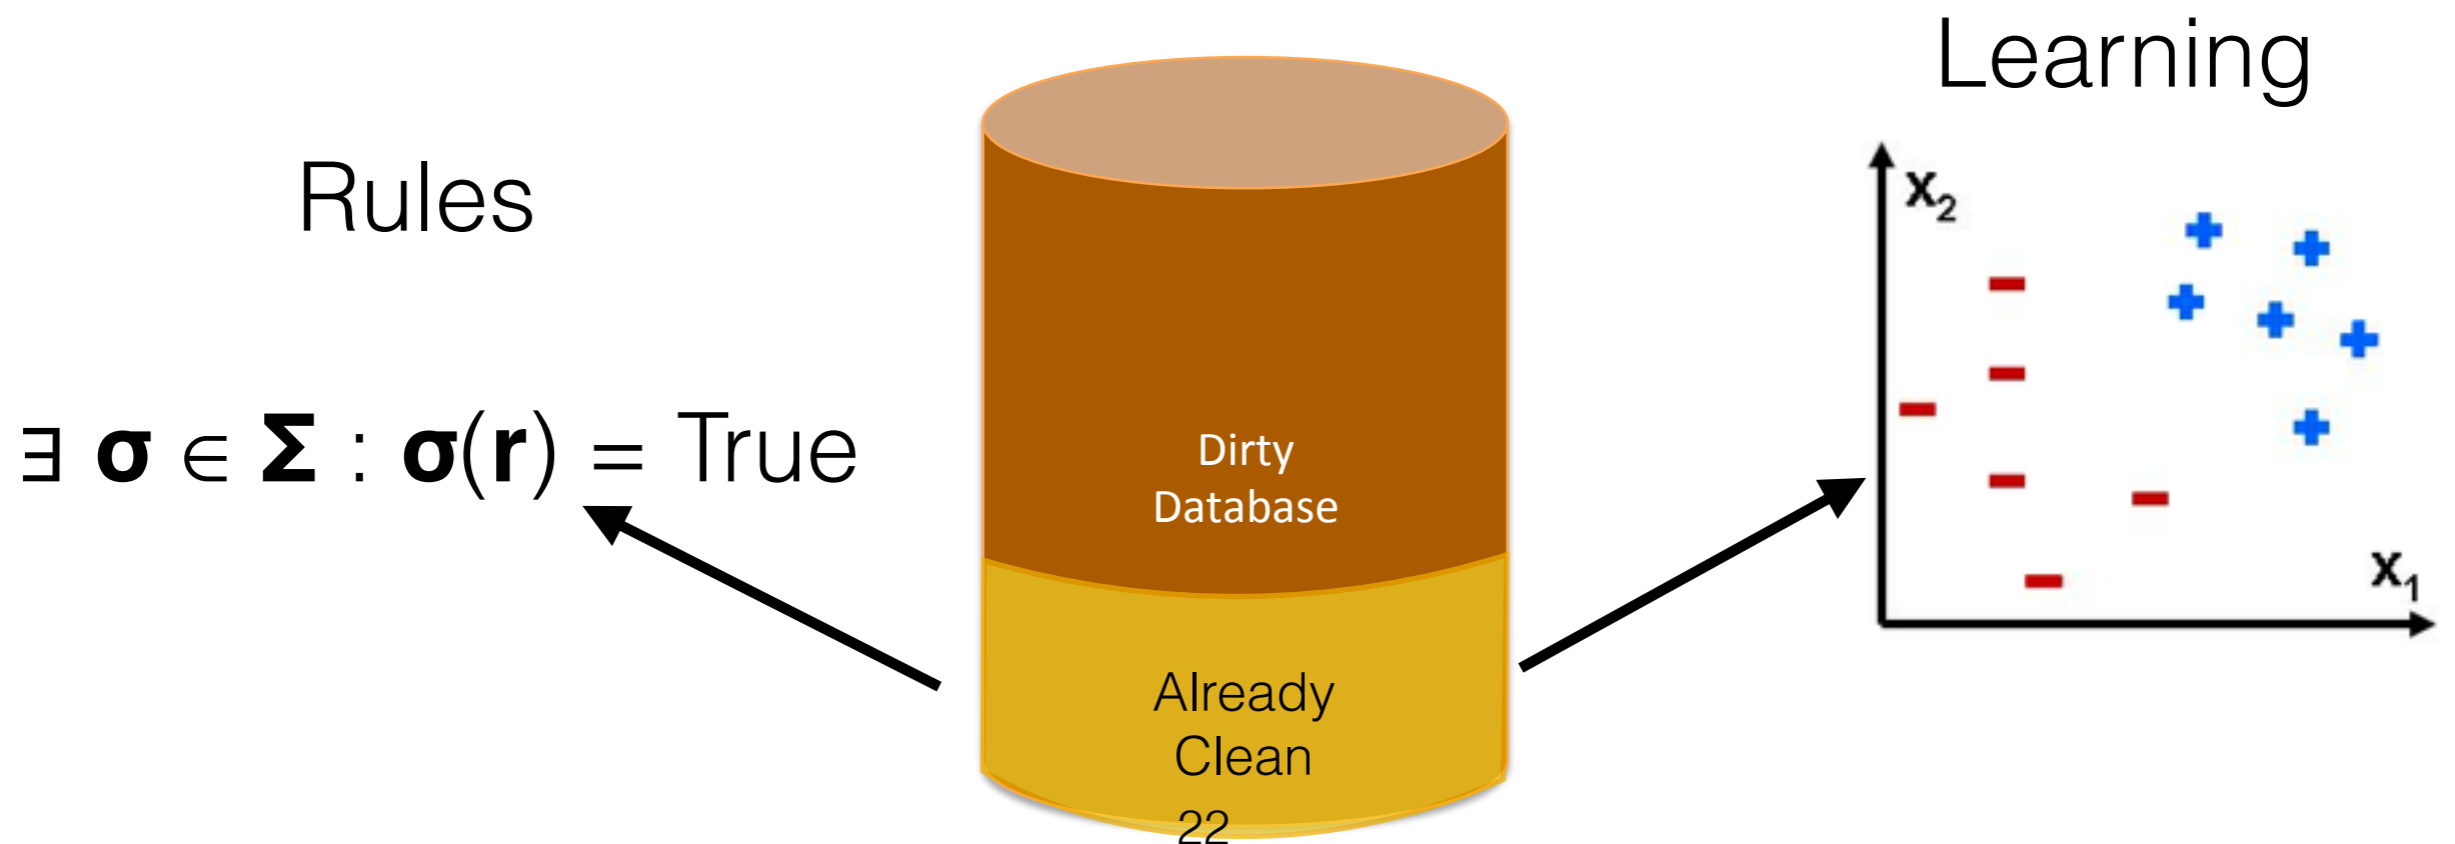 Rules
∃ σ ∈ Σ : σ(r) = True
Dirty
Database
Already
Clean
22
Learning
x₂
x₁